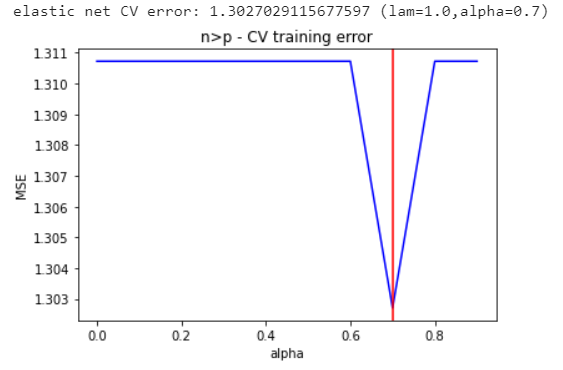 elastic net CV error: 1.3027029115677597 (lam=1.0,alpha=0.7)
n>p - CV training error
1.311
1.310
1.309
1.308
1.307
1.306
1.305
1.304
1.303
MSE
0.0 0.2 0.4 0.6 0.8
alpha